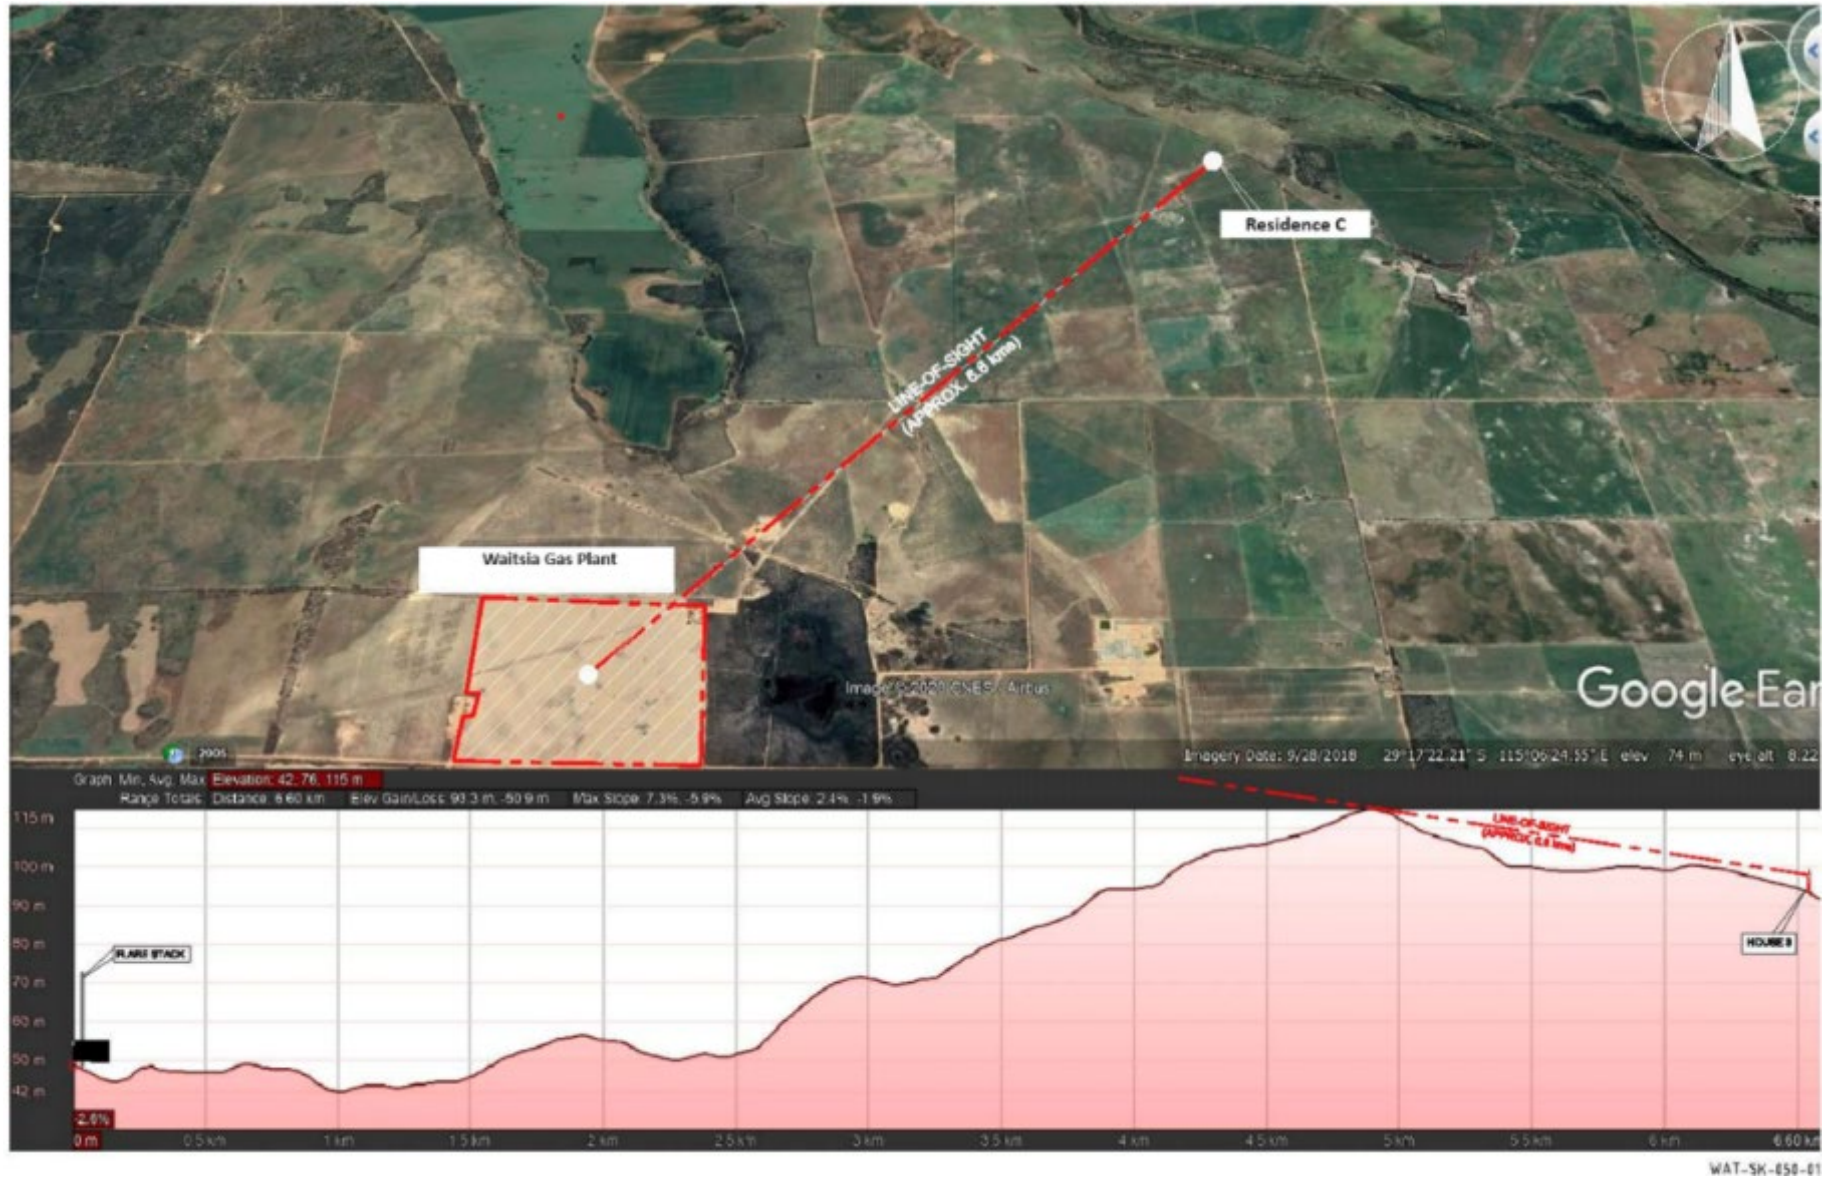 Residence C
LINE-OF-SIGHT
(APPROX. 6.6 kms)
Waitsia Gas Plant
Image © 2020 CNES / Airbus
Google Ear
2005
Imagery Date: 9/28/2018 29°17'22.21" S 115°06'24.55" E elev 74 m eye alt 8.22
Graph: Min, Avg, Max Elevation: 42, 76, 115 m
Range Totals: Distance: 6.60 km Elev Gain/Loss: 93.3 m, -50.9 m Max Slope: 7.3%, -5.9% Avg Slope: 2.4%, -1.9%
115 m
LINE-OF-SIGHT
(APPROX. 6.6 kms)
100 m
90 m
80 m
70 m
60 m
50 m
42 m
FLARE STACK
HOUSE
-2.6%
0 m 0.5 km 1 km 1.5 km 2 km 2.5 km 3 km 3.5 km 4 km 4.5 km 5 km 5.5 km 6 km 6.60 km
WAT-SK-050-01